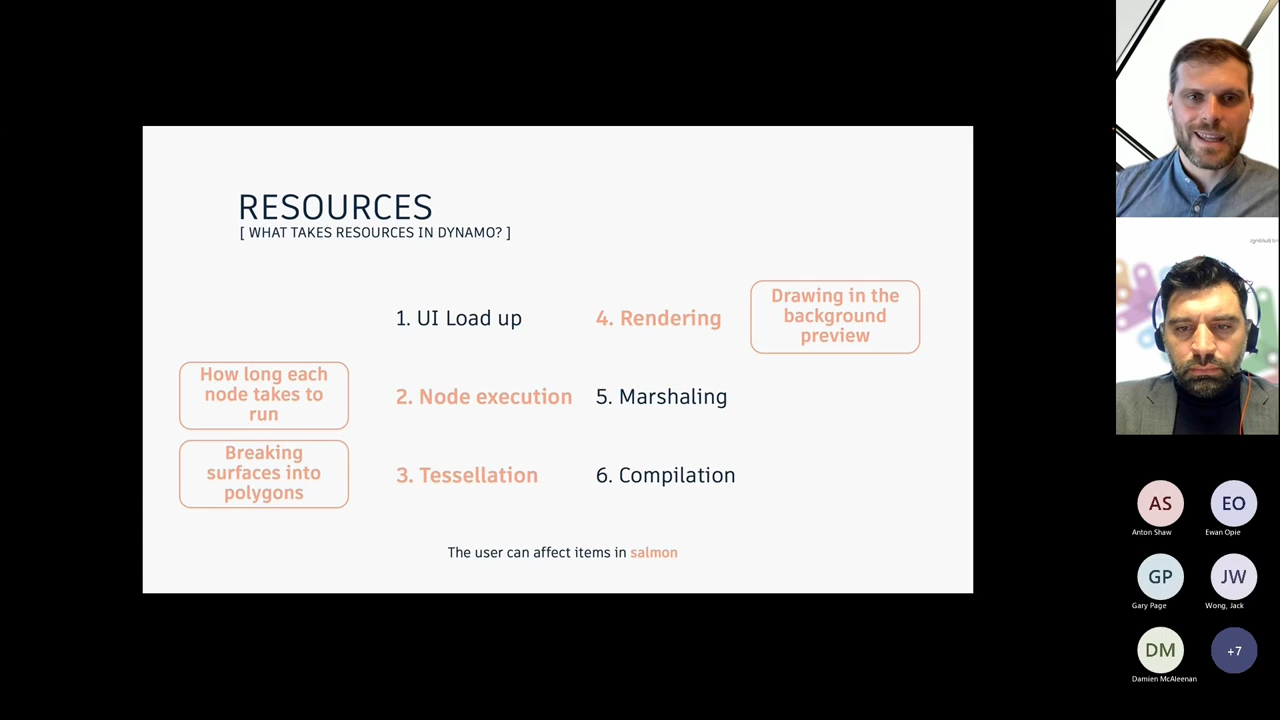 RESOURCES
[ WHAT TAKES RESOURCES IN DYNAMO? ]
1. UI Load up
4. Rendering
Drawing in the
background
preview
How long each
node takes to
run
2. Node execution
5. Marshaling
Breaking
surfaces into
polygons
3. Tessellation
6. Compilation
The user can affect items in salmon
AS
EO
Anton Shaw
Ewan Opie
GP
JW
Gary Page
Wong, Jack
DM
+7
Damien McAleenan